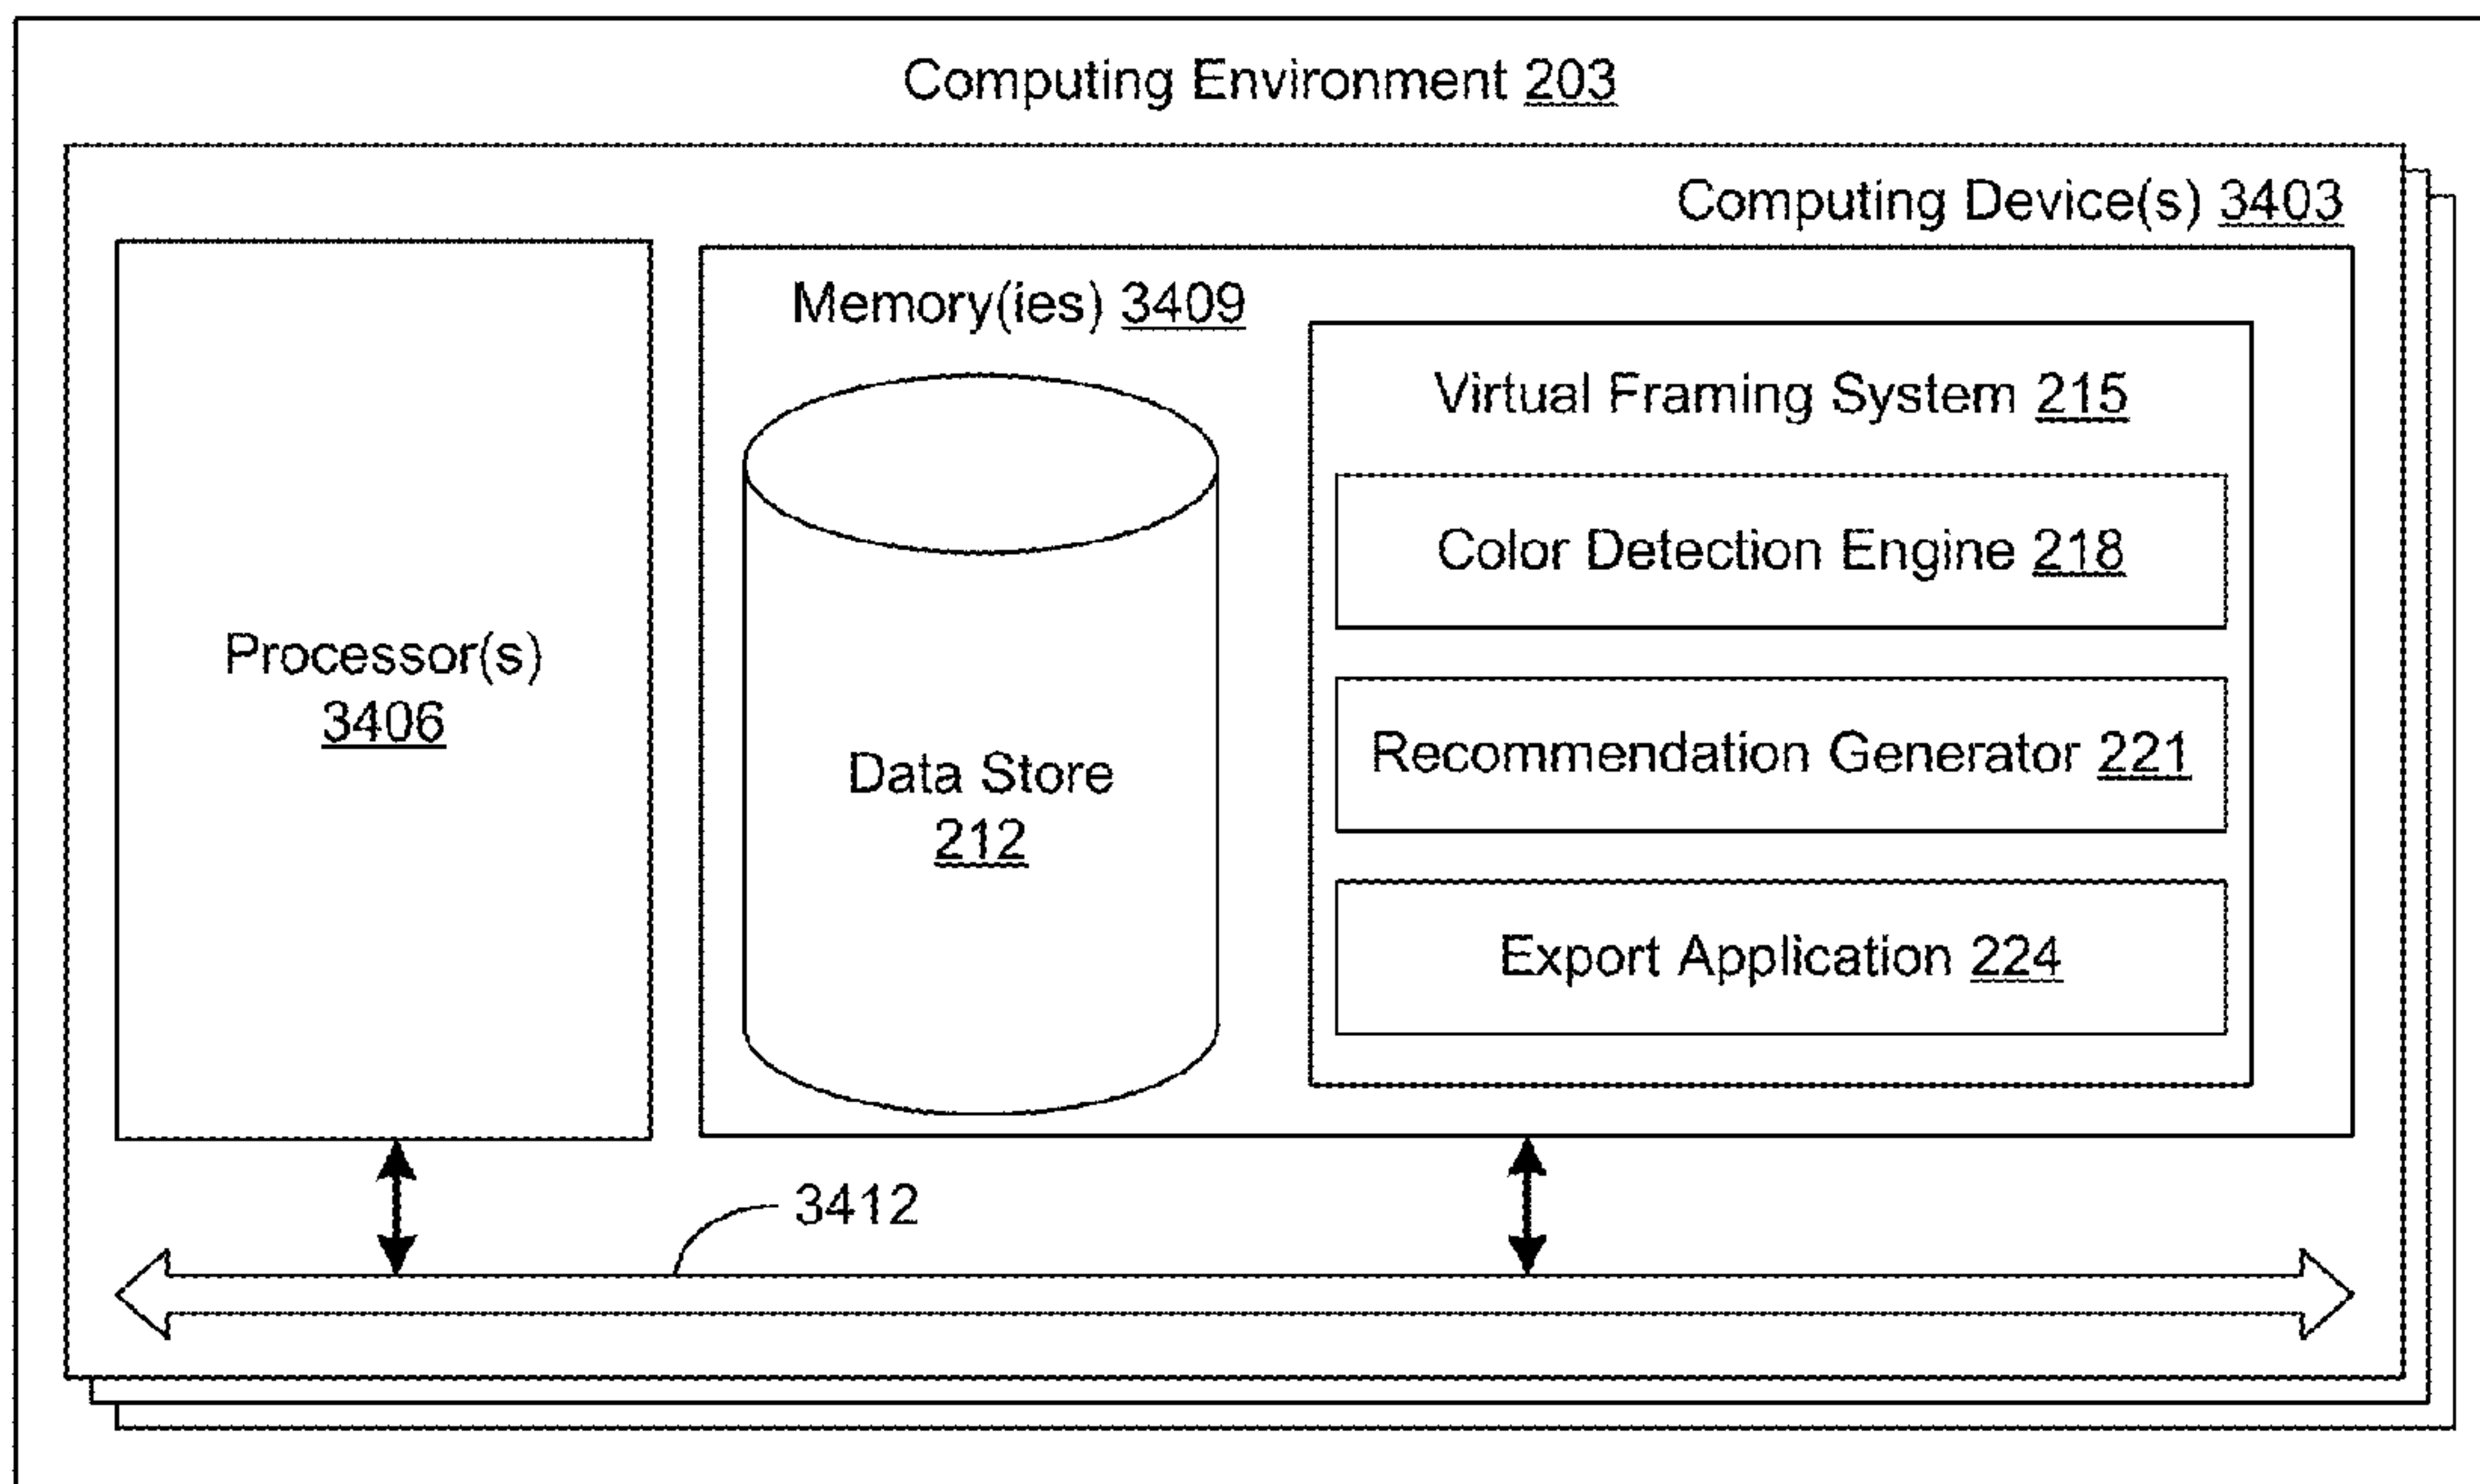 Computing Environment 203
Computing Device(s) 3403
Memory(ies) 3409
Virtual Framing System 215
Color Detection Engine 218
Processor(s)
3406
Recommendation Generator 221
Data Store
212
Export Application 224
3412